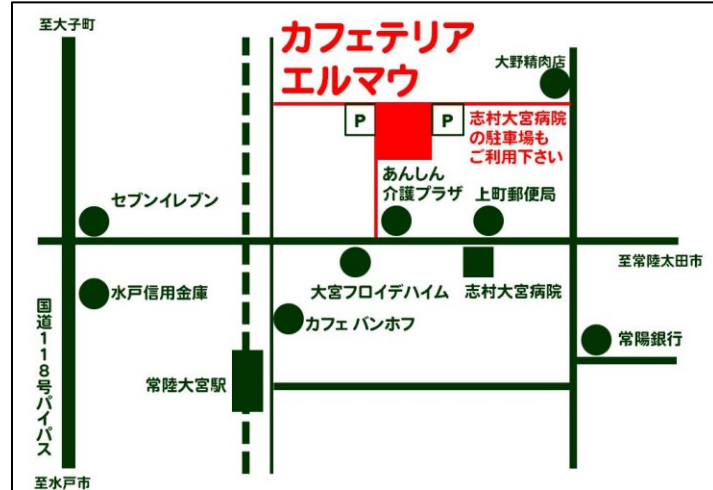 至大子町
カフェテリア
エルマウ
大野精肉店
P
P
志村大宮病院
の駐車場も
ご利用下さい
あんしん
介護プラザ
上町郵便局
セブンイレブン
至常陸太田市
水戸信用金庫
大宮フロイデハイム
志村大宮病院
カフェ バンホフ
国道118号バイパス
常陽銀行
常陸大宮駅
至水戸市